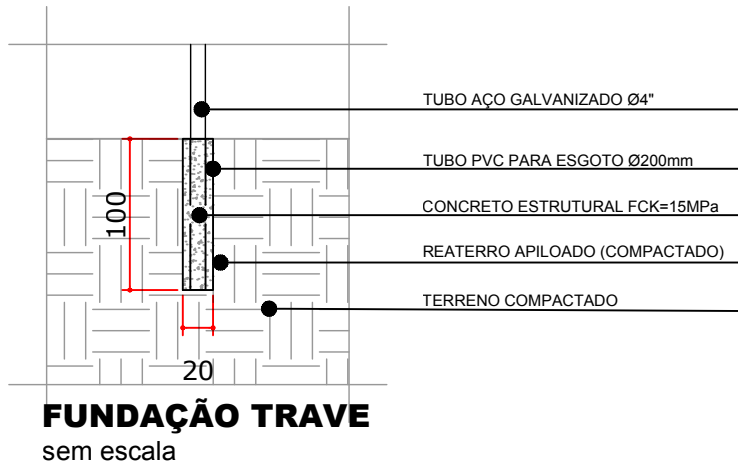 TUBO AÇO GALVANIZADO Ø4"
TUBO PVC PARA ESGOTO Ø200mm
CONCRETO ESTRUTURAL FCK=15MPa
REATERRO APILOADO (COMPACTADO)
TERRENO COMPACTADO
100
20
FUNDAÇÃO TRAVE
sem escala